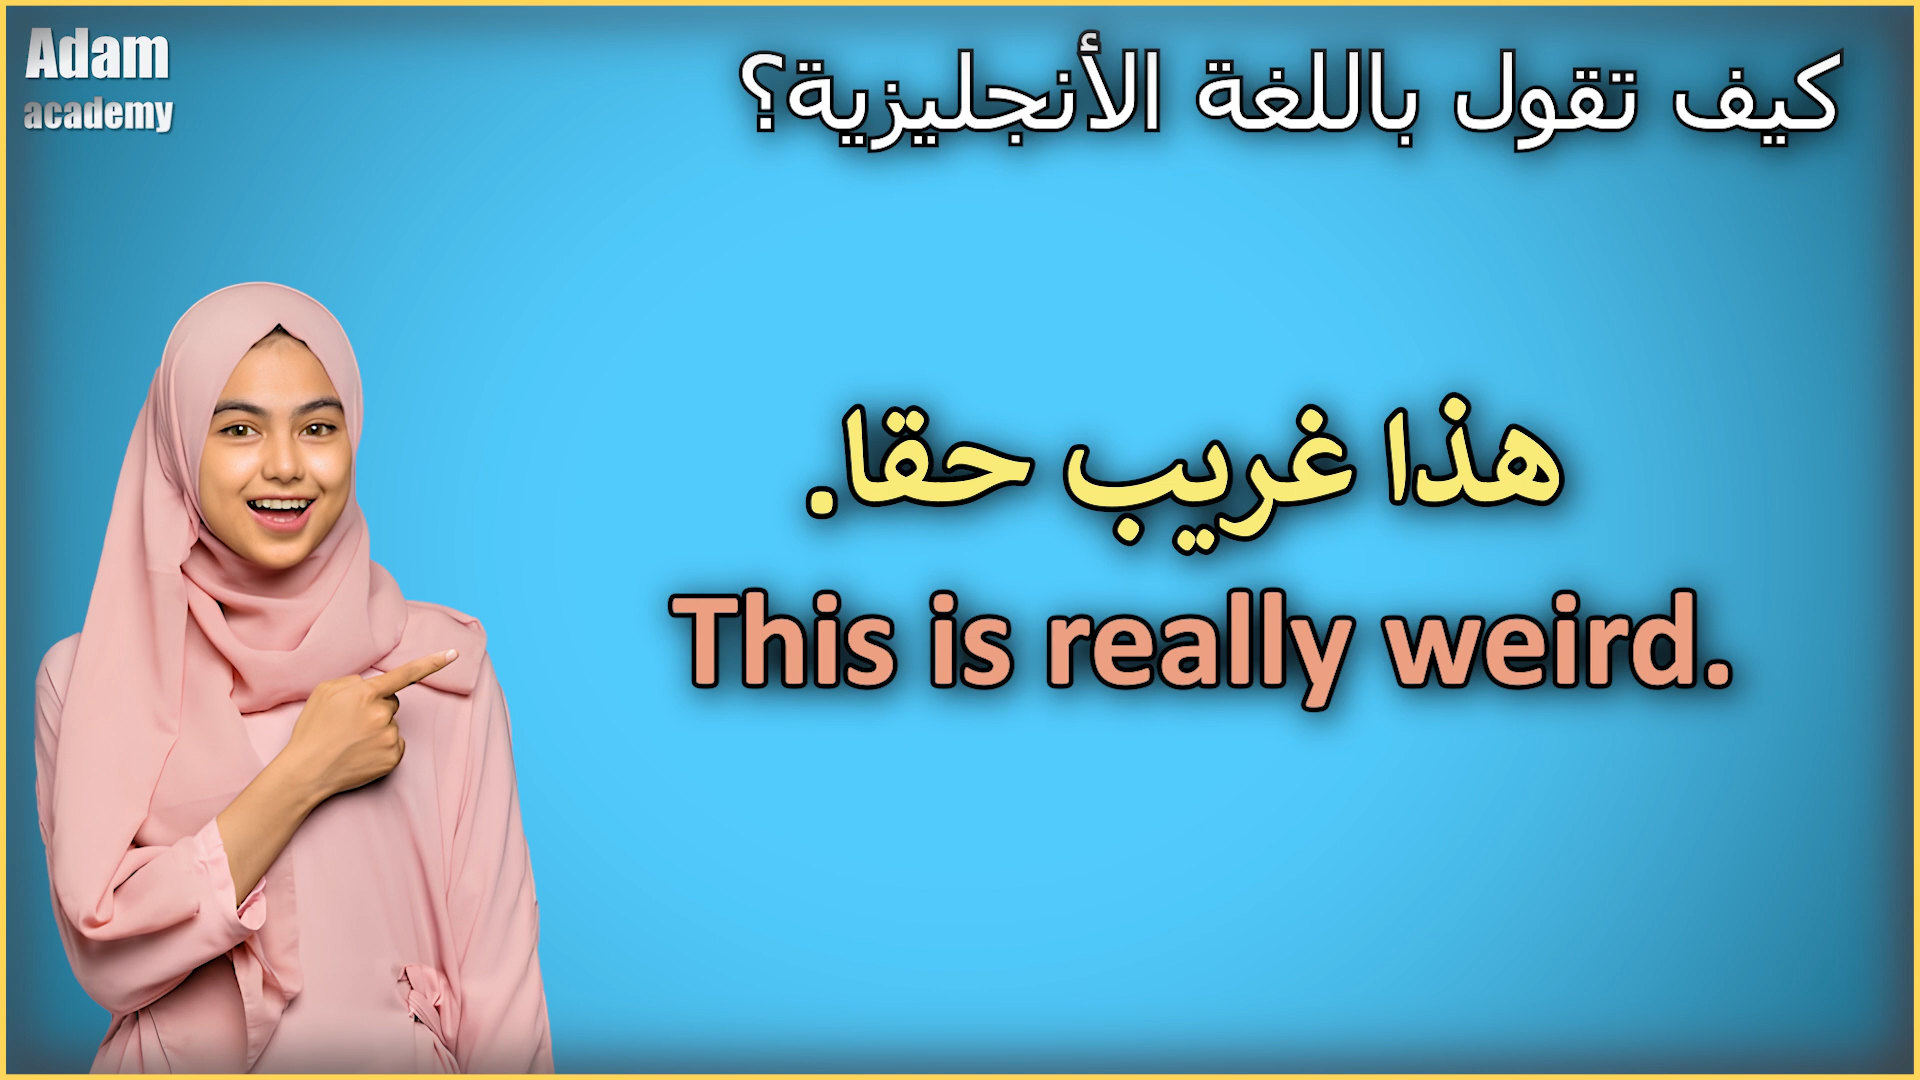 Adam
academy
كيف تقول باللغة الأنجليزية؟
هذا غريب حقا.
This is really weird.